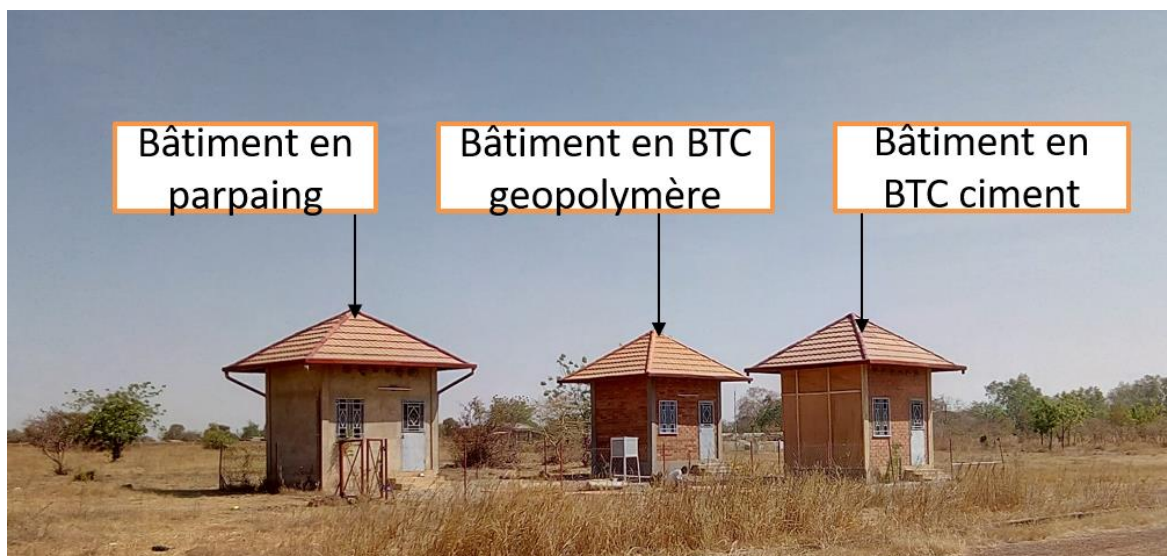 Bâtiment en
parpaing
Bâtiment en BTC
geopolymère
Bâtiment en
BTC ciment